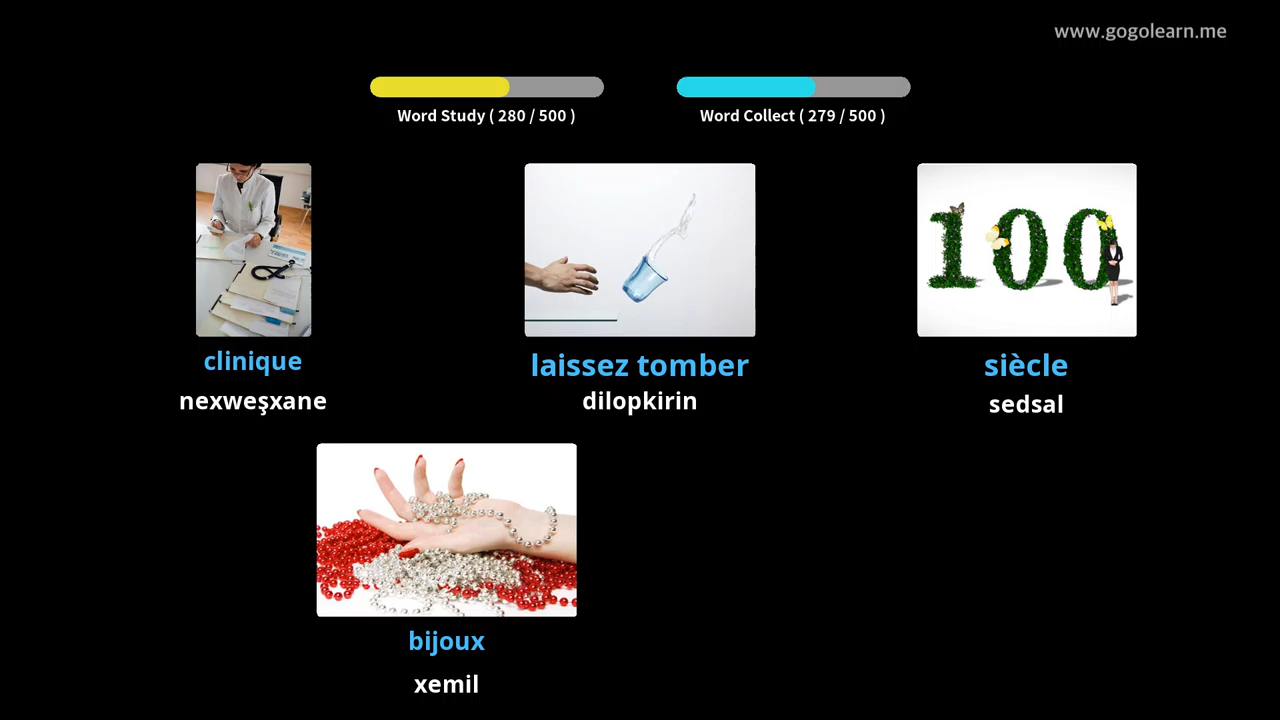 www.gogolearn.me
Word Study ( 280 / 500 )
Word Collect ( 279 / 500 )
100
clinique
laissez tomber
siècle
nexweşxane
dilopkirin
sedsal
bijoux
xemil